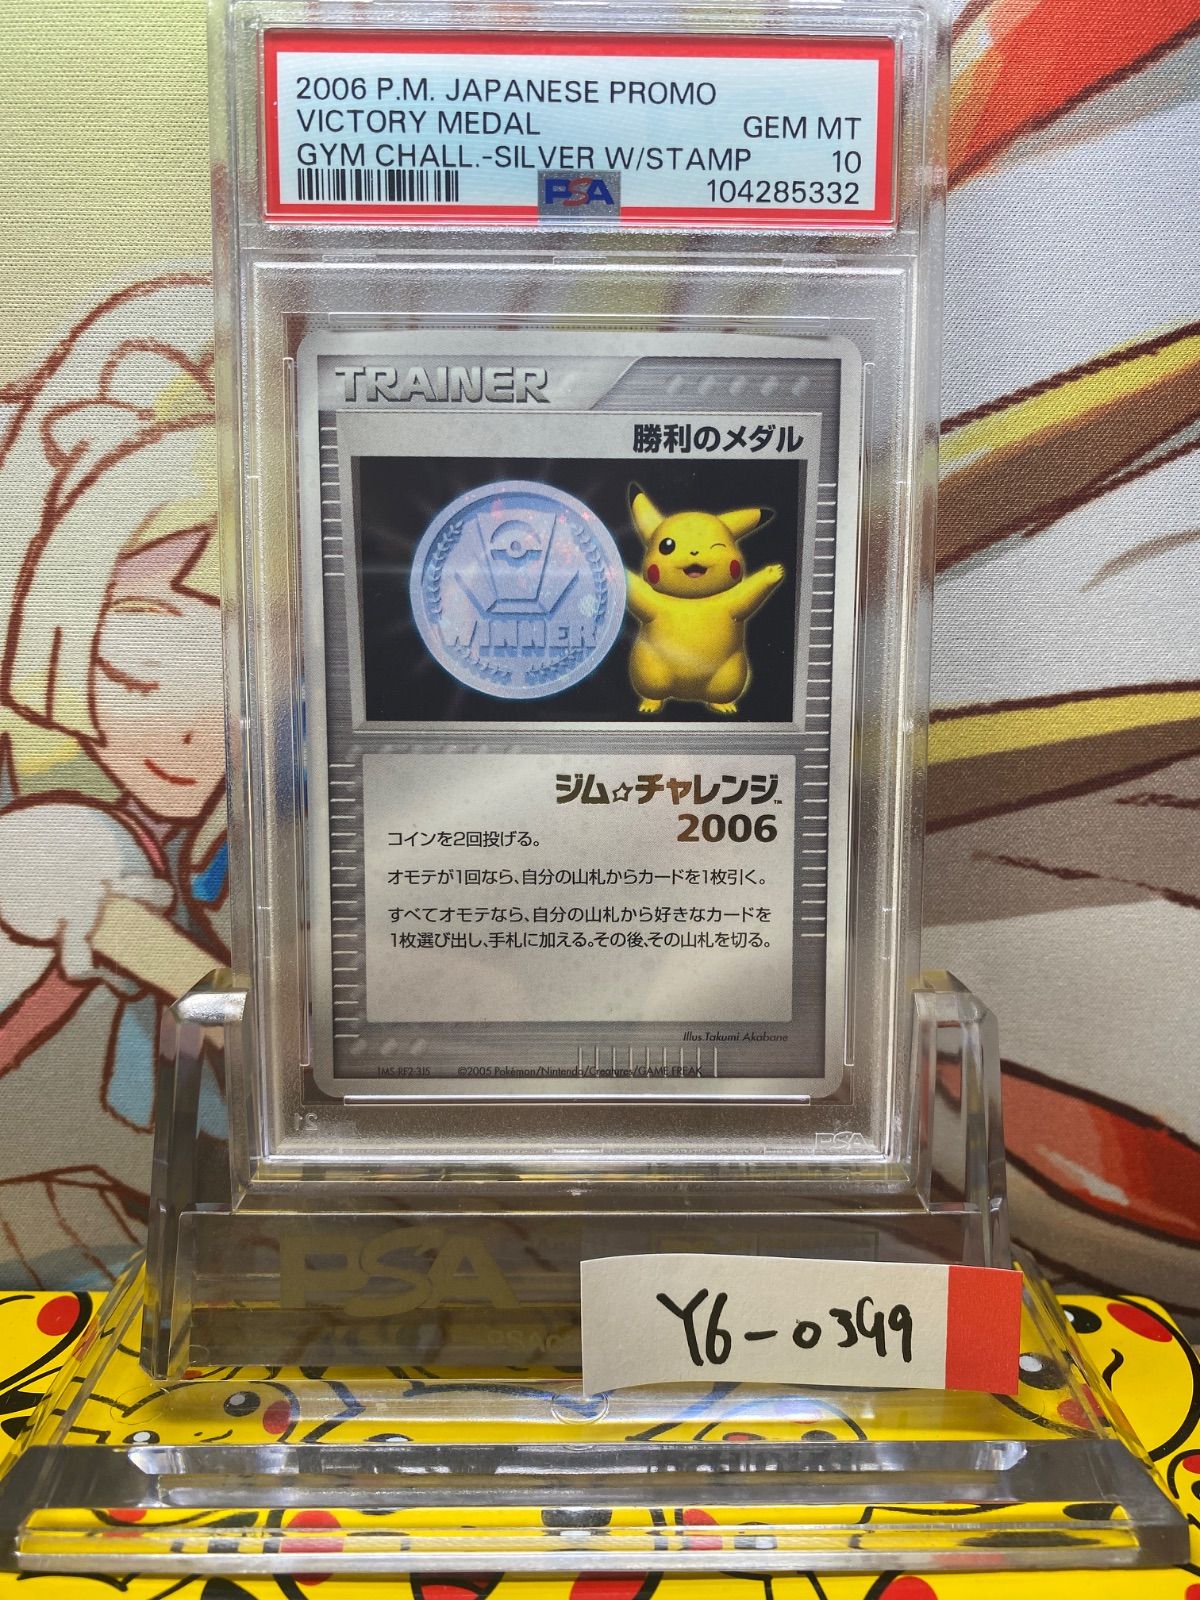 2006 P.M. JAPANESE PROMO
VICTORY MEDAL GEM MT
GYM CHALL.-SILVER W/STAMP 10
PSA 104285332
TRAINER
勝利のメダル
WINNER
ジム☆チャレンジ™
2006
コインを2回投げる。
オモテが1回なら、自分の山札からカードを1枚引く。
すべてオモテなら、自分の山札から好きなカードを
1枚選び出し、手札に加える。その後、その山札を切る。
Illus.Takumi Akabane
©2005 Pokémon/Nintendo/Creatures/GAME FREAK
PSA
PSA
Y6-0399